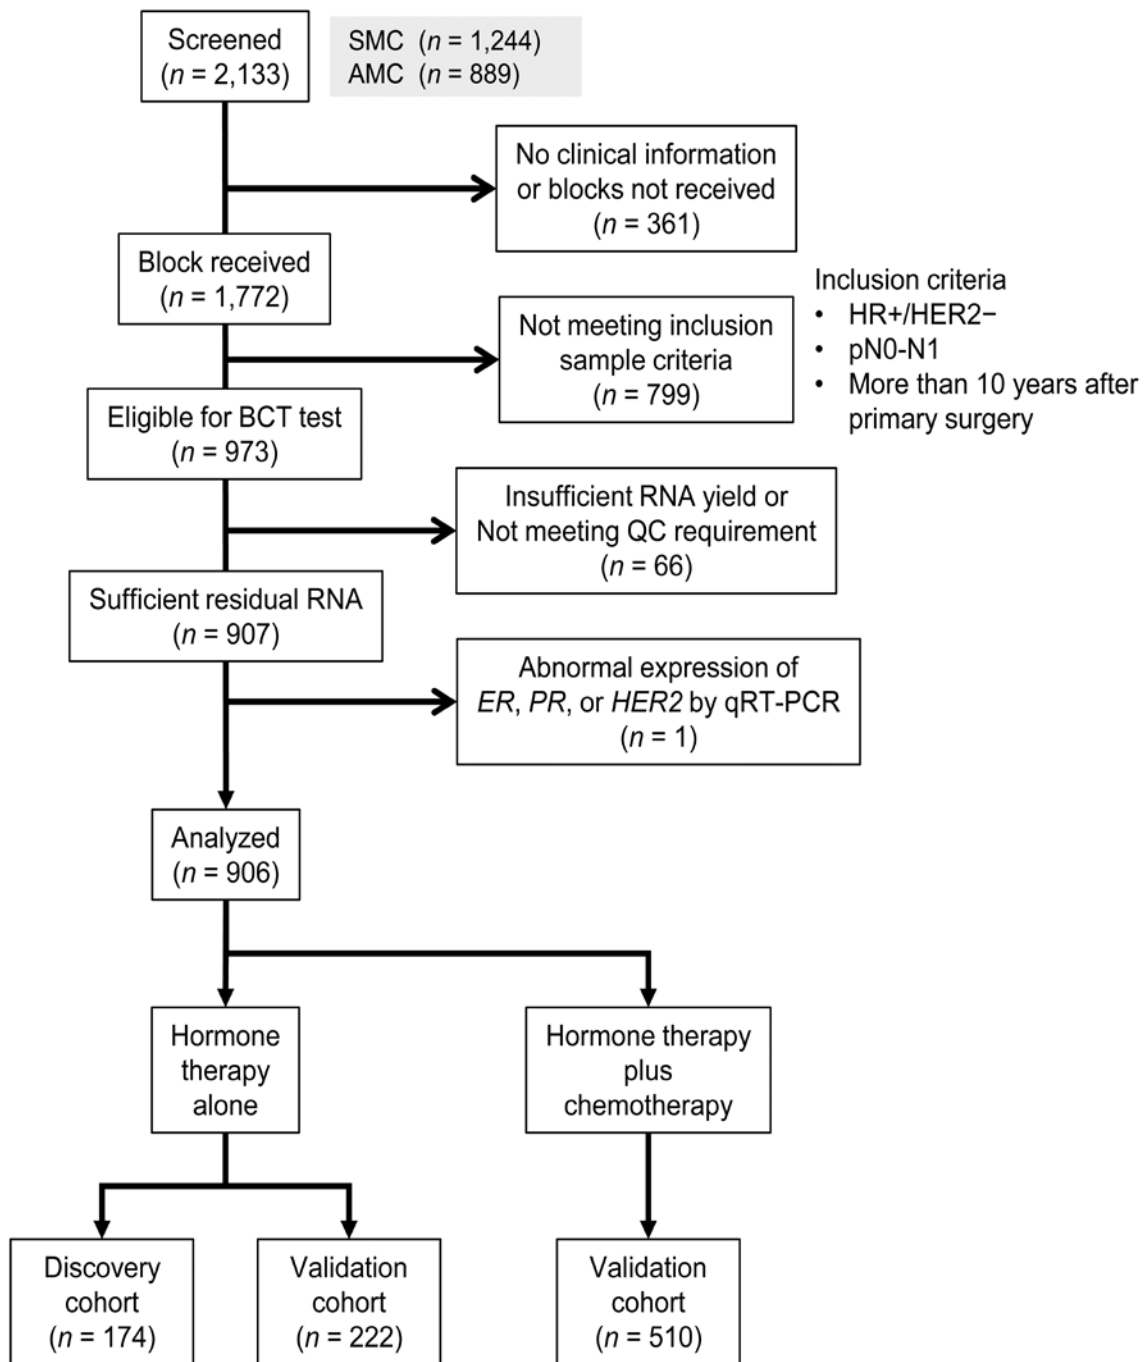 Screened
(n = 2,133)
SMC (n = 1,244)
AMC (n = 889)
No clinical information
or blocks not received
(n = 361)
Block received
(n = 1,772)
Not meeting inclusion
sample criteria
(n = 799)
Inclusion criteria
• HR+/HER2−
• pN0-N1
• More than 10 years after
primary surgery
Eligible for BCT test
(n = 973)
Insufficient RNA yield or
Not meeting QC requirement
(n = 66)
Sufficient residual RNA
(n = 907)
Abnormal expression of
ER, PR, or HER2 by qRT-PCR
(n = 1)
Analyzed
(n = 906)
Hormone
therapy
alone
Hormone therapy
plus
chemotherapy
Discovery
cohort
(n = 174)
Validation
cohort
(n = 222)
Validation
cohort
(n = 510)